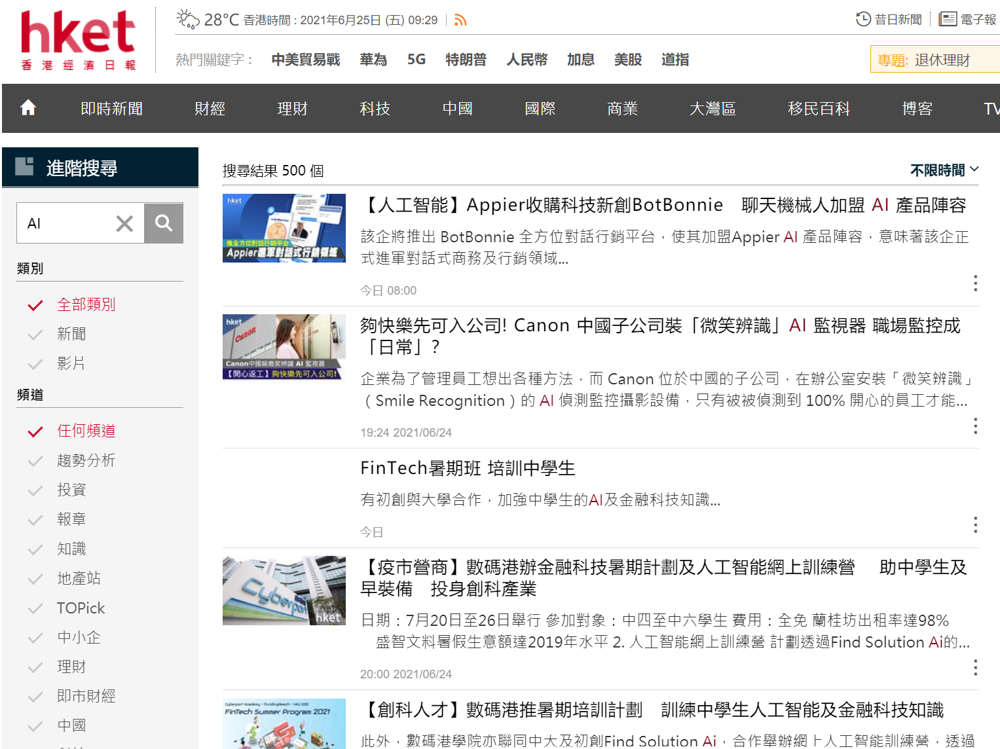 hket
香港經濟日報
28°C 香港時間 : 2021年6月25日 (五) 09:29
昔日新聞
電子報
熱門關鍵字 : 中美貿易戰 華為 5G 特朗普 人民幣 加息 美股 道指
專題: 退休理財
即時新聞 財經 理財 科技 中國 國際 商業 大灣區 移民百科 博客 TV
進階搜尋
AI
類別
全部類別
新聞
影片
頻道
任何頻道
趨勢分析
投資
報章
知識
地產站
TOPick
中小企
理財
即市財經
中國
搜尋結果 500 個
不限時間
hket
推全方位對話行銷平台
Appier進軍對話式行銷領域
【人工智能】Appier收購科技新創BotBonnie 聊天機械人加盟 AI 產品陣容
該企將推出 BotBonnie 全方位對話行銷平台，使其加盟Appier AI 產品陣容，意味著該企正
式進軍對話式商務及行銷領域...
今日 08:00
hket
Canon
Canon中國裝微笑辨識 AI 監視器
【開心返工】夠快樂先可入公司!
夠快樂先可入公司! Canon 中國子公司裝「微笑辨識」AI 監視器 職場監控成
「日常」?
企業為了管理員工想出各種方法，而 Canon 位於中國的子公司，在辦公室安裝「微笑辨識」
（Smile Recognition）的 AI 偵測監控攝影設備，只有被被偵測到 100% 開心的員工才能...
19:24 2021/06/24
FinTech暑期班 培訓中學生
有初創與大學合作，加強中學生的AI及金融科技知識...
今日
Cyberport
hket
【疫市營商】數碼港辦金融科技暑期計劃及人工智能網上訓練營 助中學生及
早裝備 投身創科產業
日期：7月20日至26日舉行 參加對象：中四至中六學生 費用：全免 蘭桂坊出租率達98%
盛智文料暑假生意額達2019年水平 2. 人工智能網上訓練營 計劃透過Find Solution Ai的...
20:00 2021/06/24
FinTech Summer Program 2021
【創科人才】數碼港推暑期培訓計劃 訓練中學生人工智能及金融科技知識
此外，數碼港學院亦聯同中大及初創Find Solution Ai，合作舉辦網上人工智能訓練營，透過